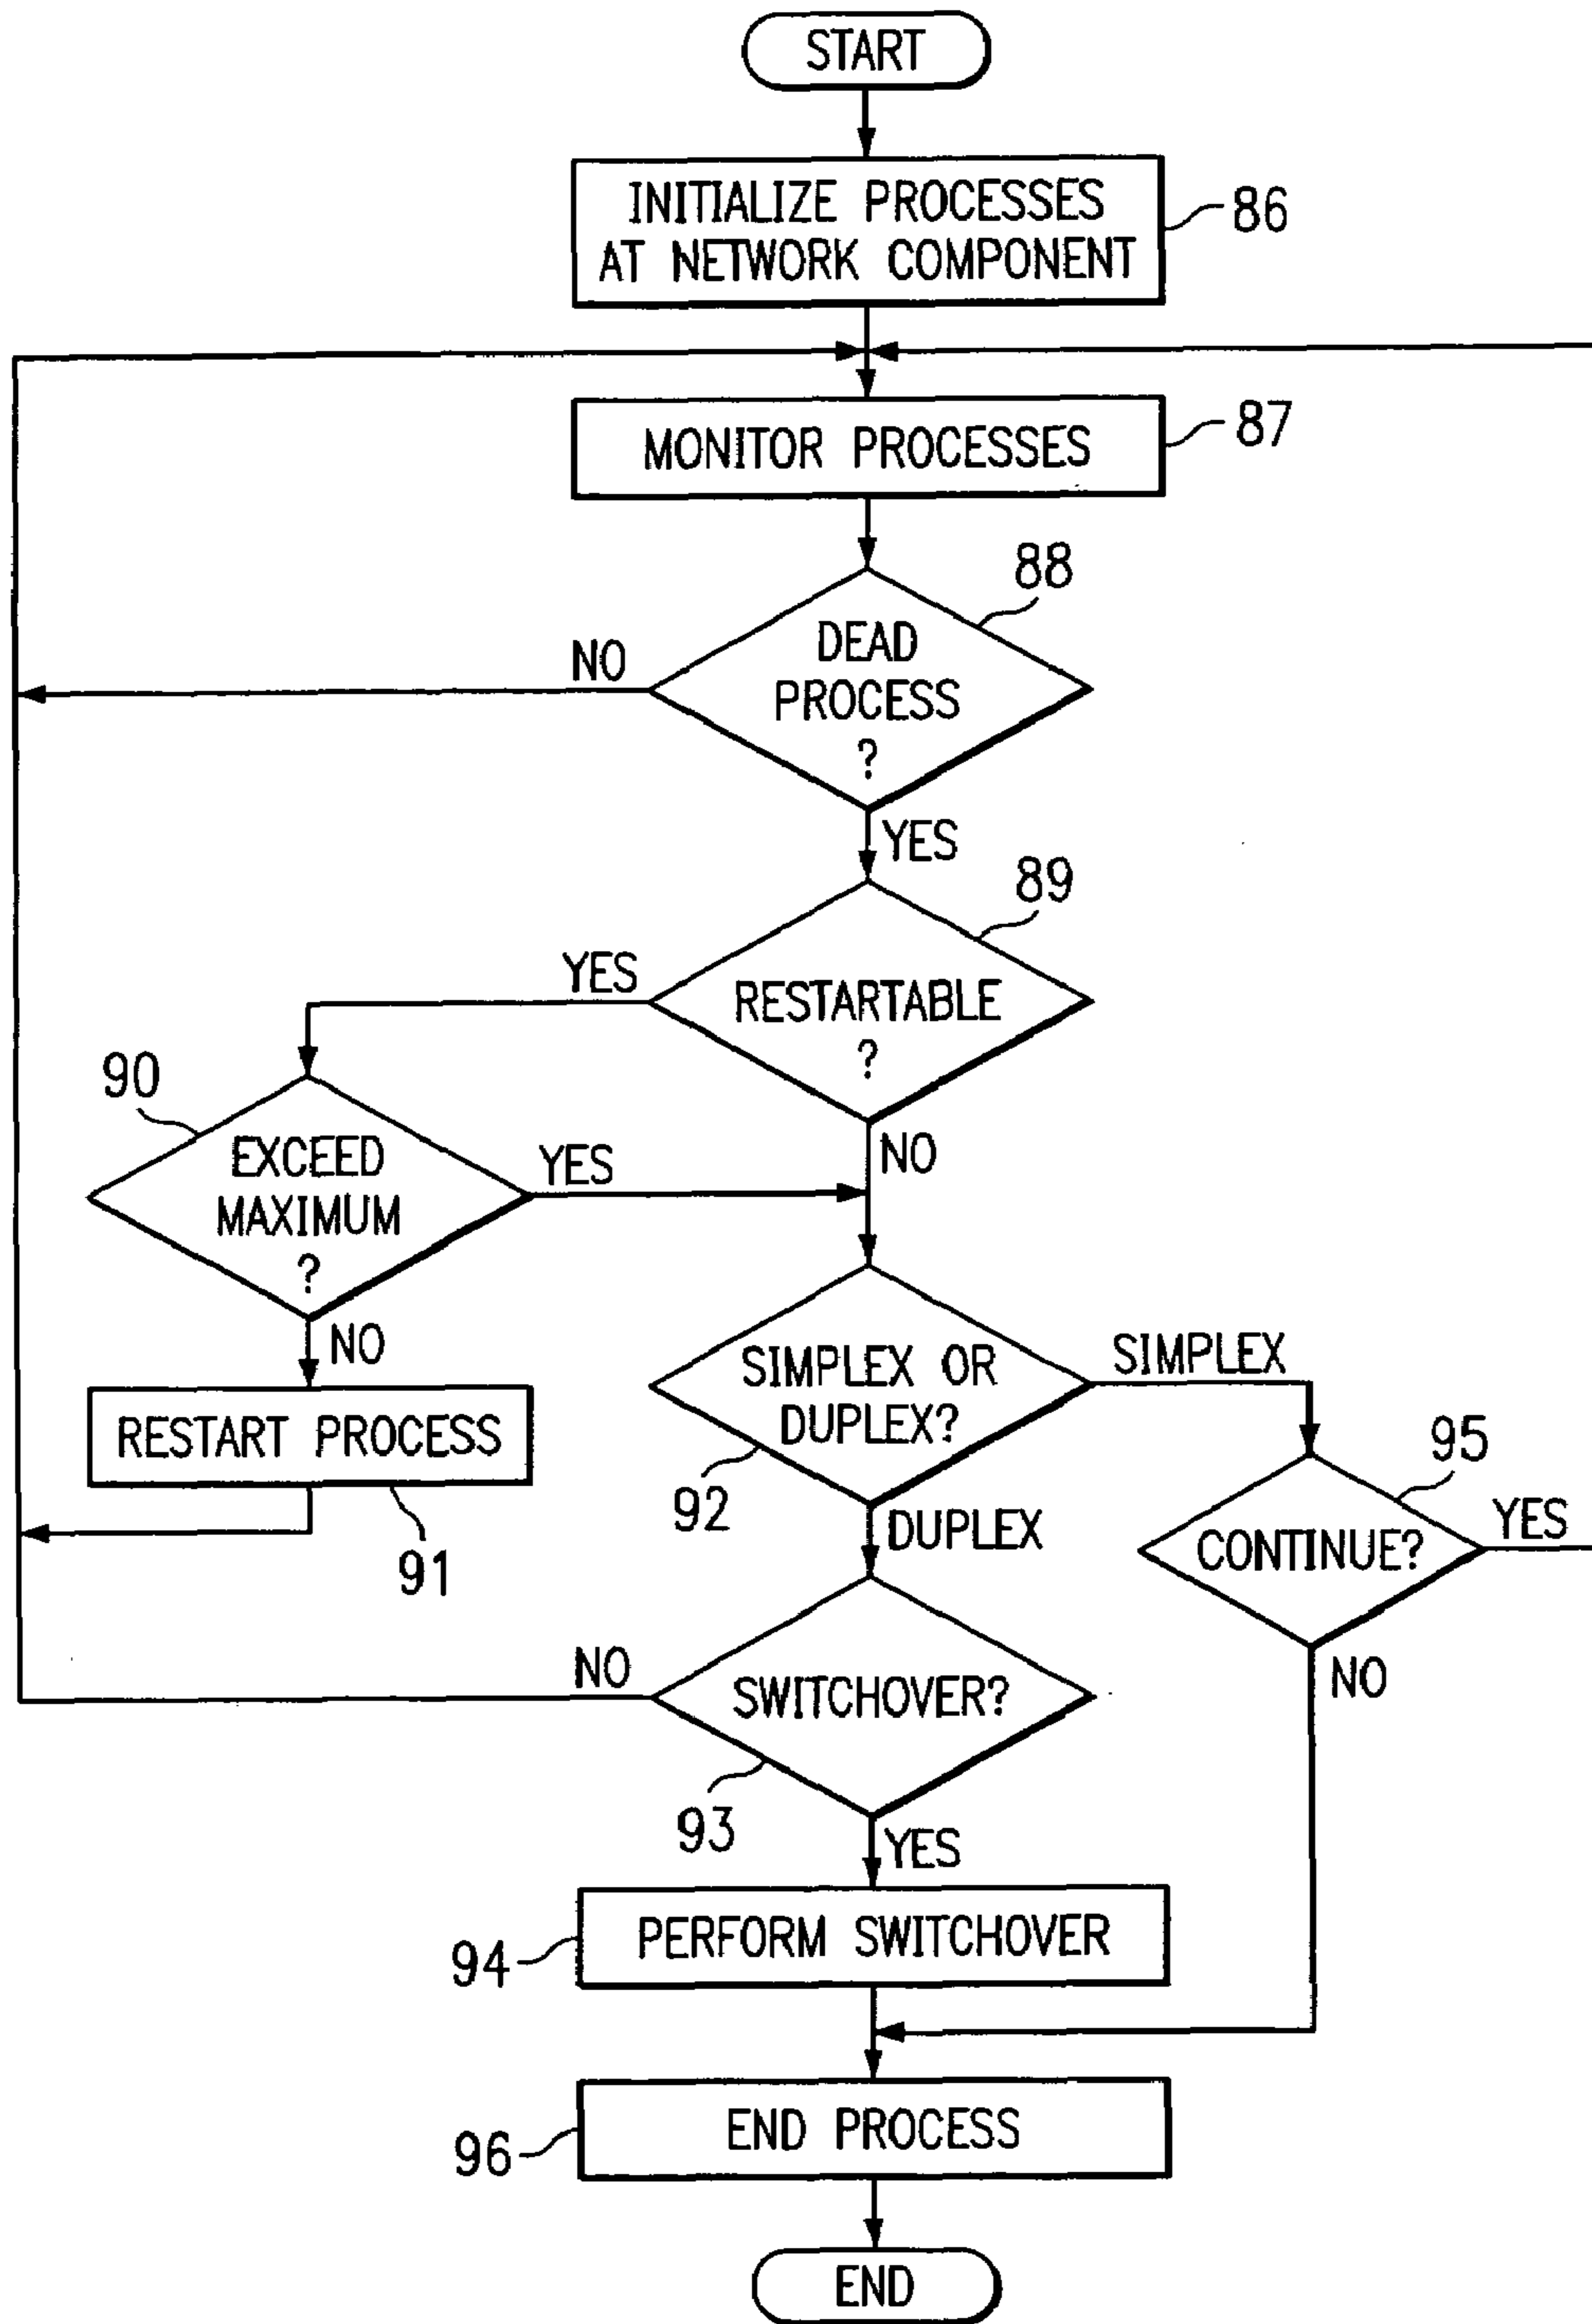 START
INITIALIZE PROCESSES
AT NETWORK COMPONENT
86
MONITOR PROCESSES
87
88
DEAD
PROCESS
?
NO
YES
89
RESTARTABLE
?
YES
NO
90
EXCEED
MAXIMUM
?
YES
NO
RESTART PROCESS
91
SIMPLEX OR
DUPLEX?
92
SIMPLEX
DUPLEX
95
CONTINUE?
YES
NO
SWITCHOVER?
93
NO
YES
PERFORM SWITCHOVER
94
END PROCESS
96
END